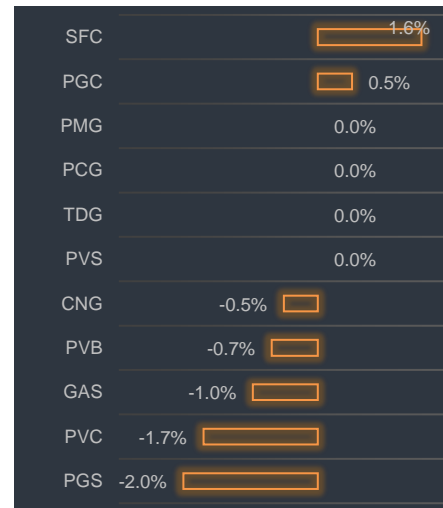 SFC 1.6%
PGC 0.5%
PMG 0.0%
PCG 0.0%
TDG 0.0%
PVS 0.0%
CNG -0.5%
PVB -0.7%
GAS -1.0%
PVC -1.7%
PGS -2.0%